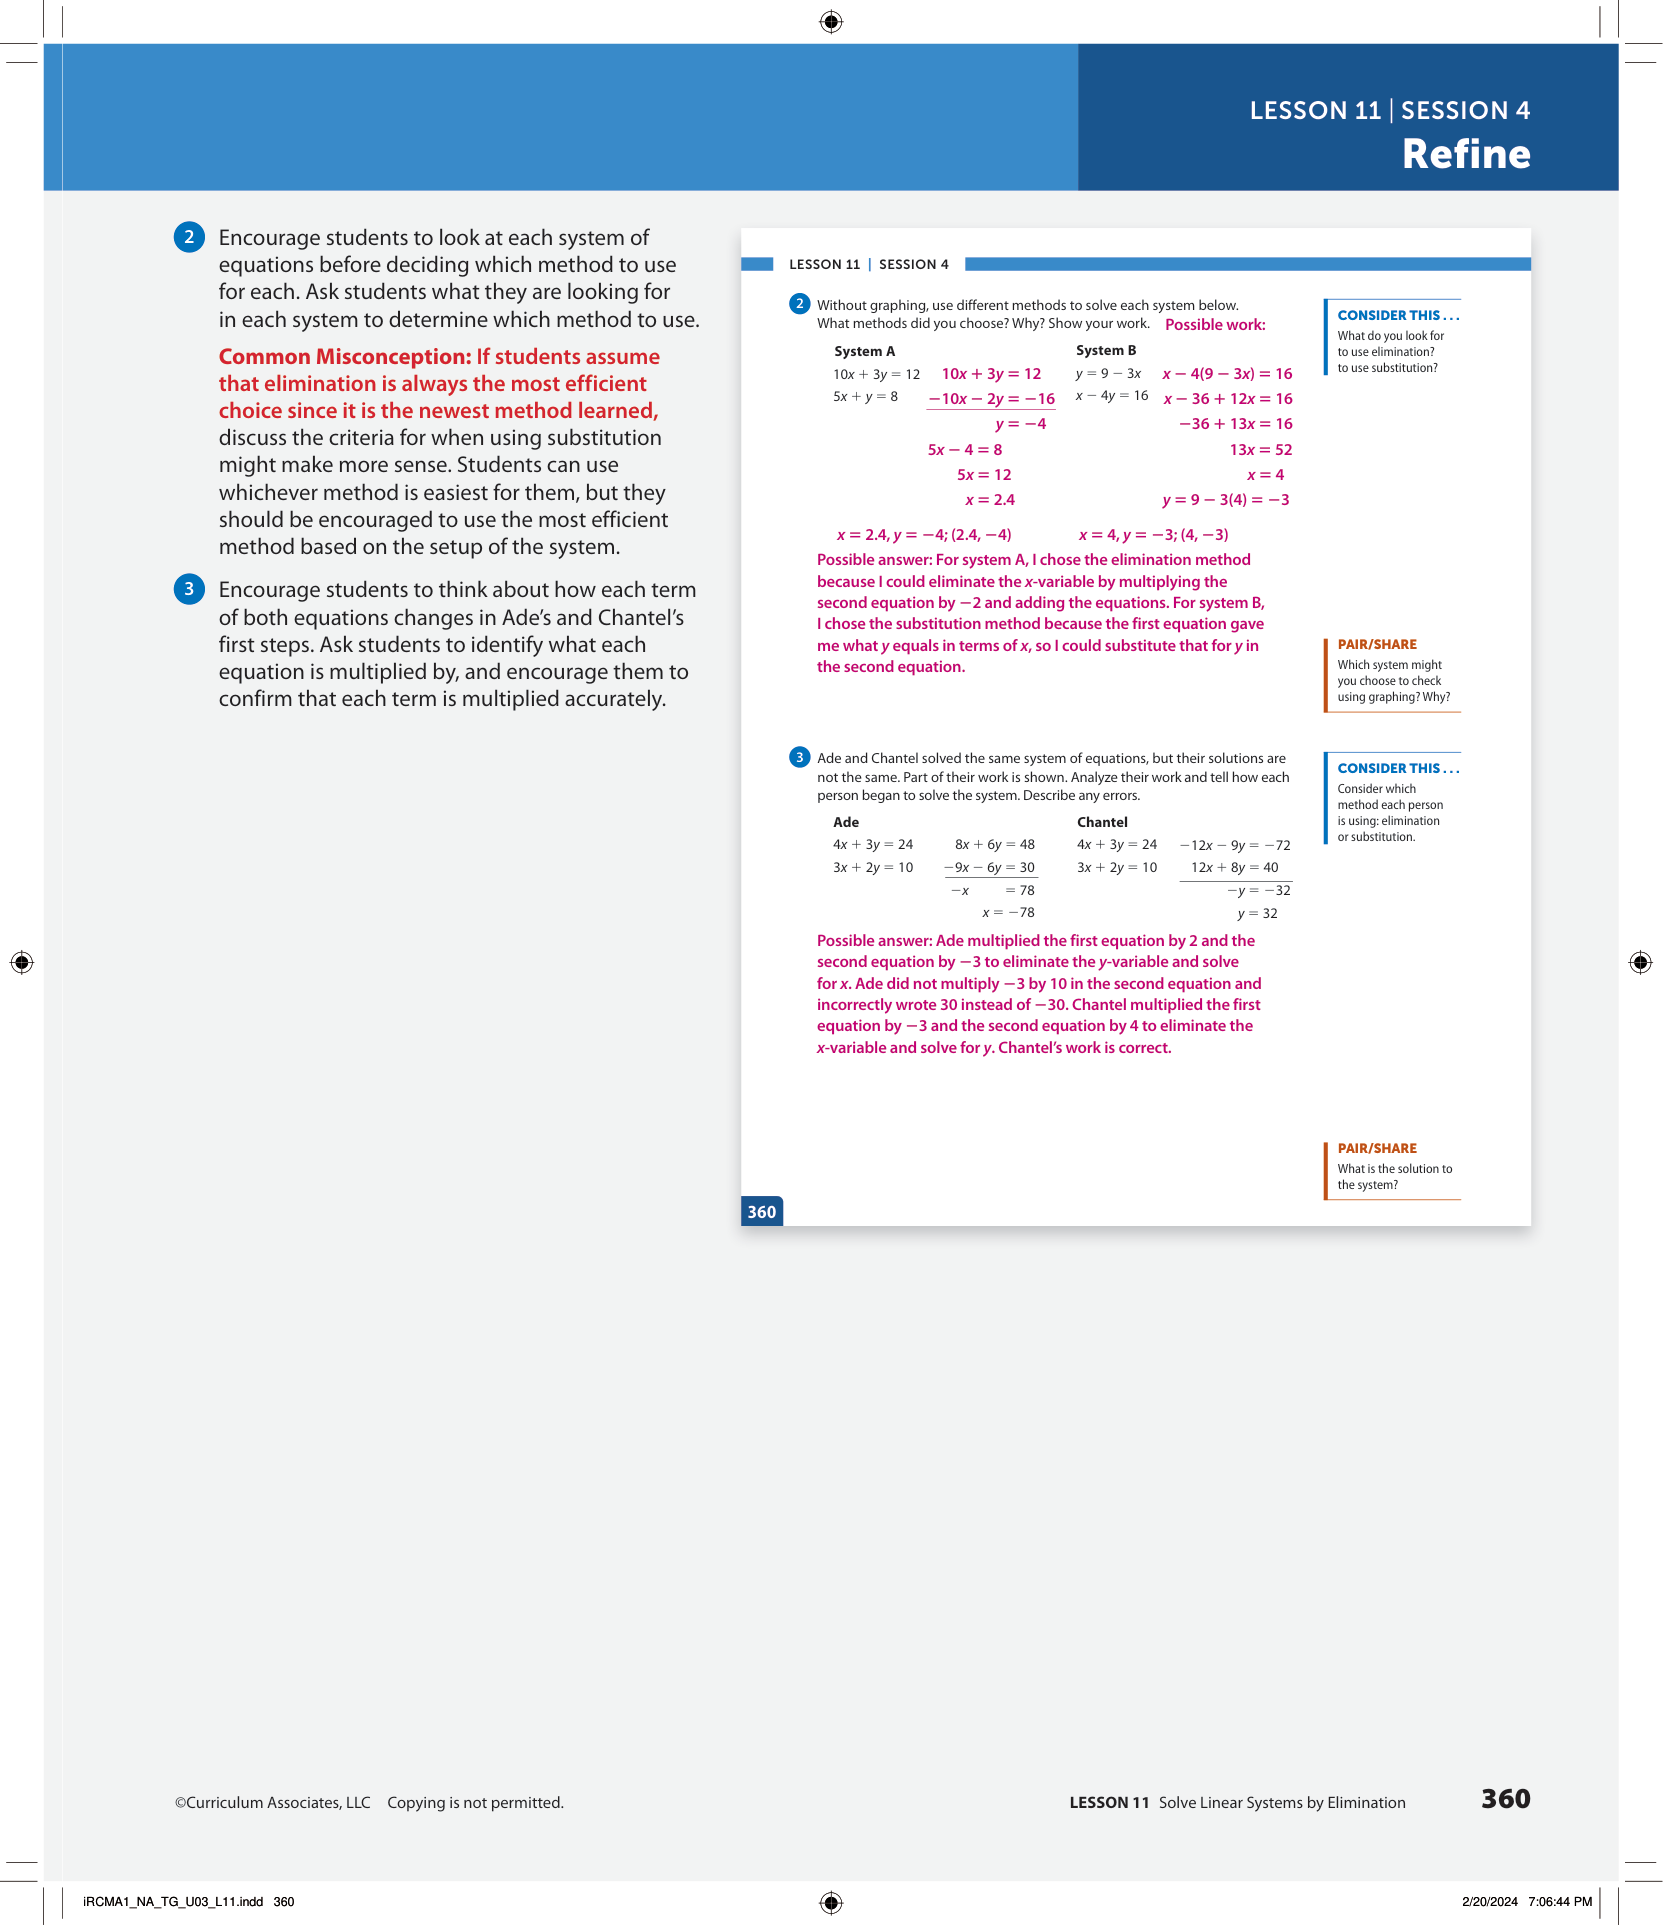 LESSON 11 | SESSION 4
Refine
2 Encourage students to look at each system of
equations before deciding which method to use
for each. Ask students what they are looking for
in each system to determine which method to use.
Common Misconception: If students assume
that elimination is always the most efficient
choice since it is the newest method learned,
discuss the criteria for when using substitution
might make more sense. Students can use
whichever method is easiest for them, but they
should be encouraged to use the most efficient
method based on the setup of the system.
3 Encourage students to think about how each term
of both equations changes in Ade’s and Chantel’s
first steps. Ask students to identify what each
equation is multiplied by, and encourage them to
confirm that each term is multiplied accurately.
LESSON 11 | SESSION 4
2 Without graphing, use different methods to solve each system below.
What methods did you choose? Why? Show your work. Possible work:
System A
10x + 3y = 12
5x + y = 8
10x + 3y = 12
−10x − 2y = −16
y = −4
5x − 4 = 8
5x = 12
x = 2.4
x = 2.4, y = −4; (2.4, −4)
System B
y = 9 − 3x
x − 4y = 16
x − 4(9 − 3x) = 16
x − 36 + 12x = 16
−36 + 13x = 16
13x = 52
x = 4
y = 9 − 3(4) = −3
x = 4, y = −3; (4, −3)
Possible answer: For system A, I chose the elimination method
because I could eliminate the x-variable by multiplying the
second equation by −2 and adding the equations. For system B,
I chose the substitution method because the first equation gave
me what y equals in terms of x, so I could substitute that for y in
the second equation.
CONSIDER THIS . . .
What do you look for
to use elimination?
to use substitution?
PAIR/SHARE
Which system might
you choose to check
using graphing? Why?
3 Ade and Chantel solved the same system of equations, but their solutions are
not the same. Part of their work is shown. Analyze their work and tell how each
person began to solve the system. Describe any errors.
Ade
4x + 3y = 24
3x + 2y = 10
8x + 6y = 48
−9x − 6y = 30
−x = 78
x = −78
Chantel
4x + 3y = 24
3x + 2y = 10
−12x − 9y = −72
12x + 8y = 40
−y = −32
y = 32
Possible answer: Ade multiplied the first equation by 2 and the
second equation by −3 to eliminate the y-variable and solve
for x. Ade did not multiply −3 by 10 in the second equation and
incorrectly wrote 30 instead of −30. Chantel multiplied the first
equation by −3 and the second equation by 4 to eliminate the
x-variable and solve for y. Chantel’s work is correct.
CONSIDER THIS . . .
Consider which
method each person
is using: elimination
or substitution.
PAIR/SHARE
What is the solution to
the system?
360
©Curriculum Associates, LLC Copying is not permitted.
LESSON 11 Solve Linear Systems by Elimination 360
iRCMA1_NA_TG_U03_L11.indd 360
2/20/2024 7:06:44 PM